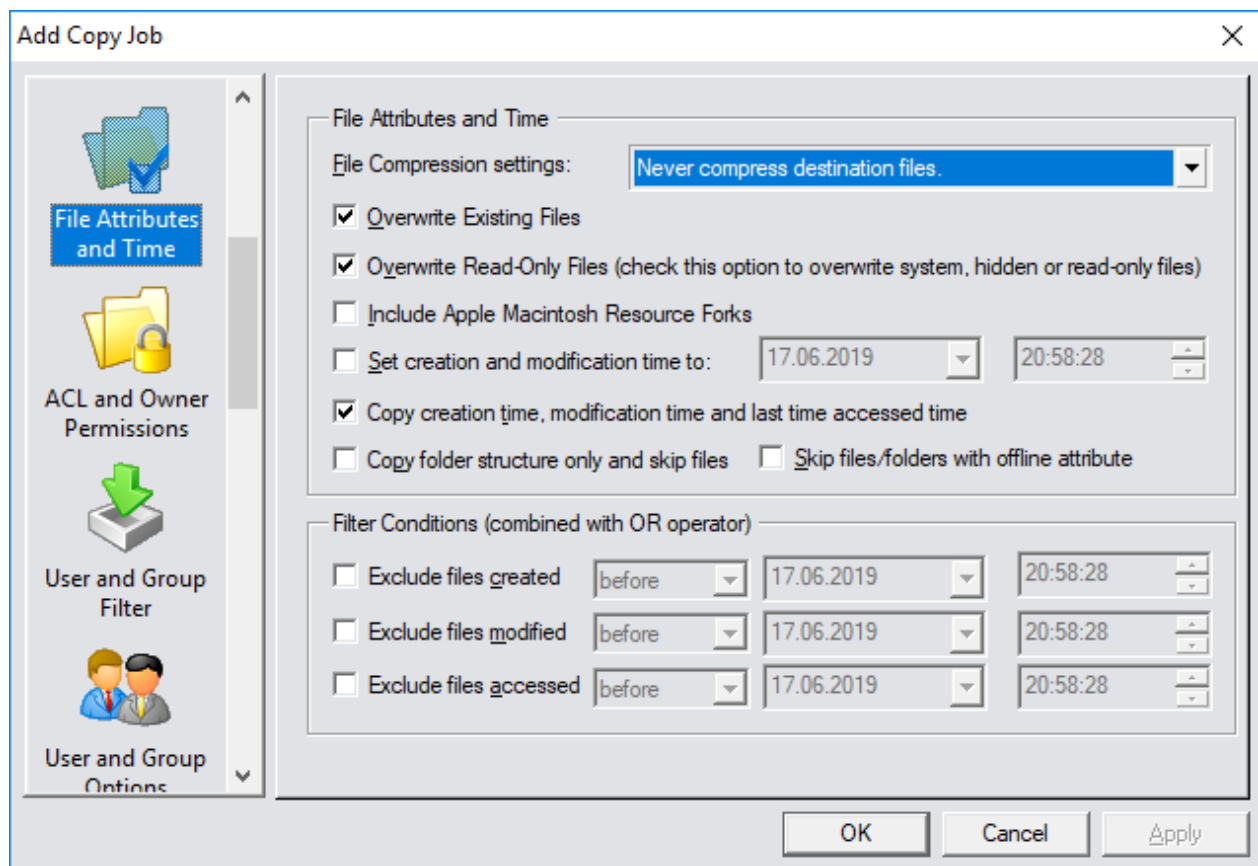 Add Copy Job
File Attributes
and Time
ACL and Owner
Permissions
User and Group
Filter
User and Group
Options
File Attributes and Time
File Compression settings: Never compress destination files.
Overwrite Existing Files
Overwrite Read-Only Files (check this option to overwrite system, hidden or read-only files)
Include Apple Macintosh Resource Forks
Set creation and modification time to: 17.06.2019 20:58:28
Copy creation time, modification time and last time accessed time
Copy folder structure only and skip files Skip files/folders with offline attribute
Filter Conditions (combined with OR operator)
Exclude files created before 17.06.2019 20:58:28
Exclude files modified before 17.06.2019 20:58:28
Exclude files accessed before 17.06.2019 20:58:28
OK Cancel Apply